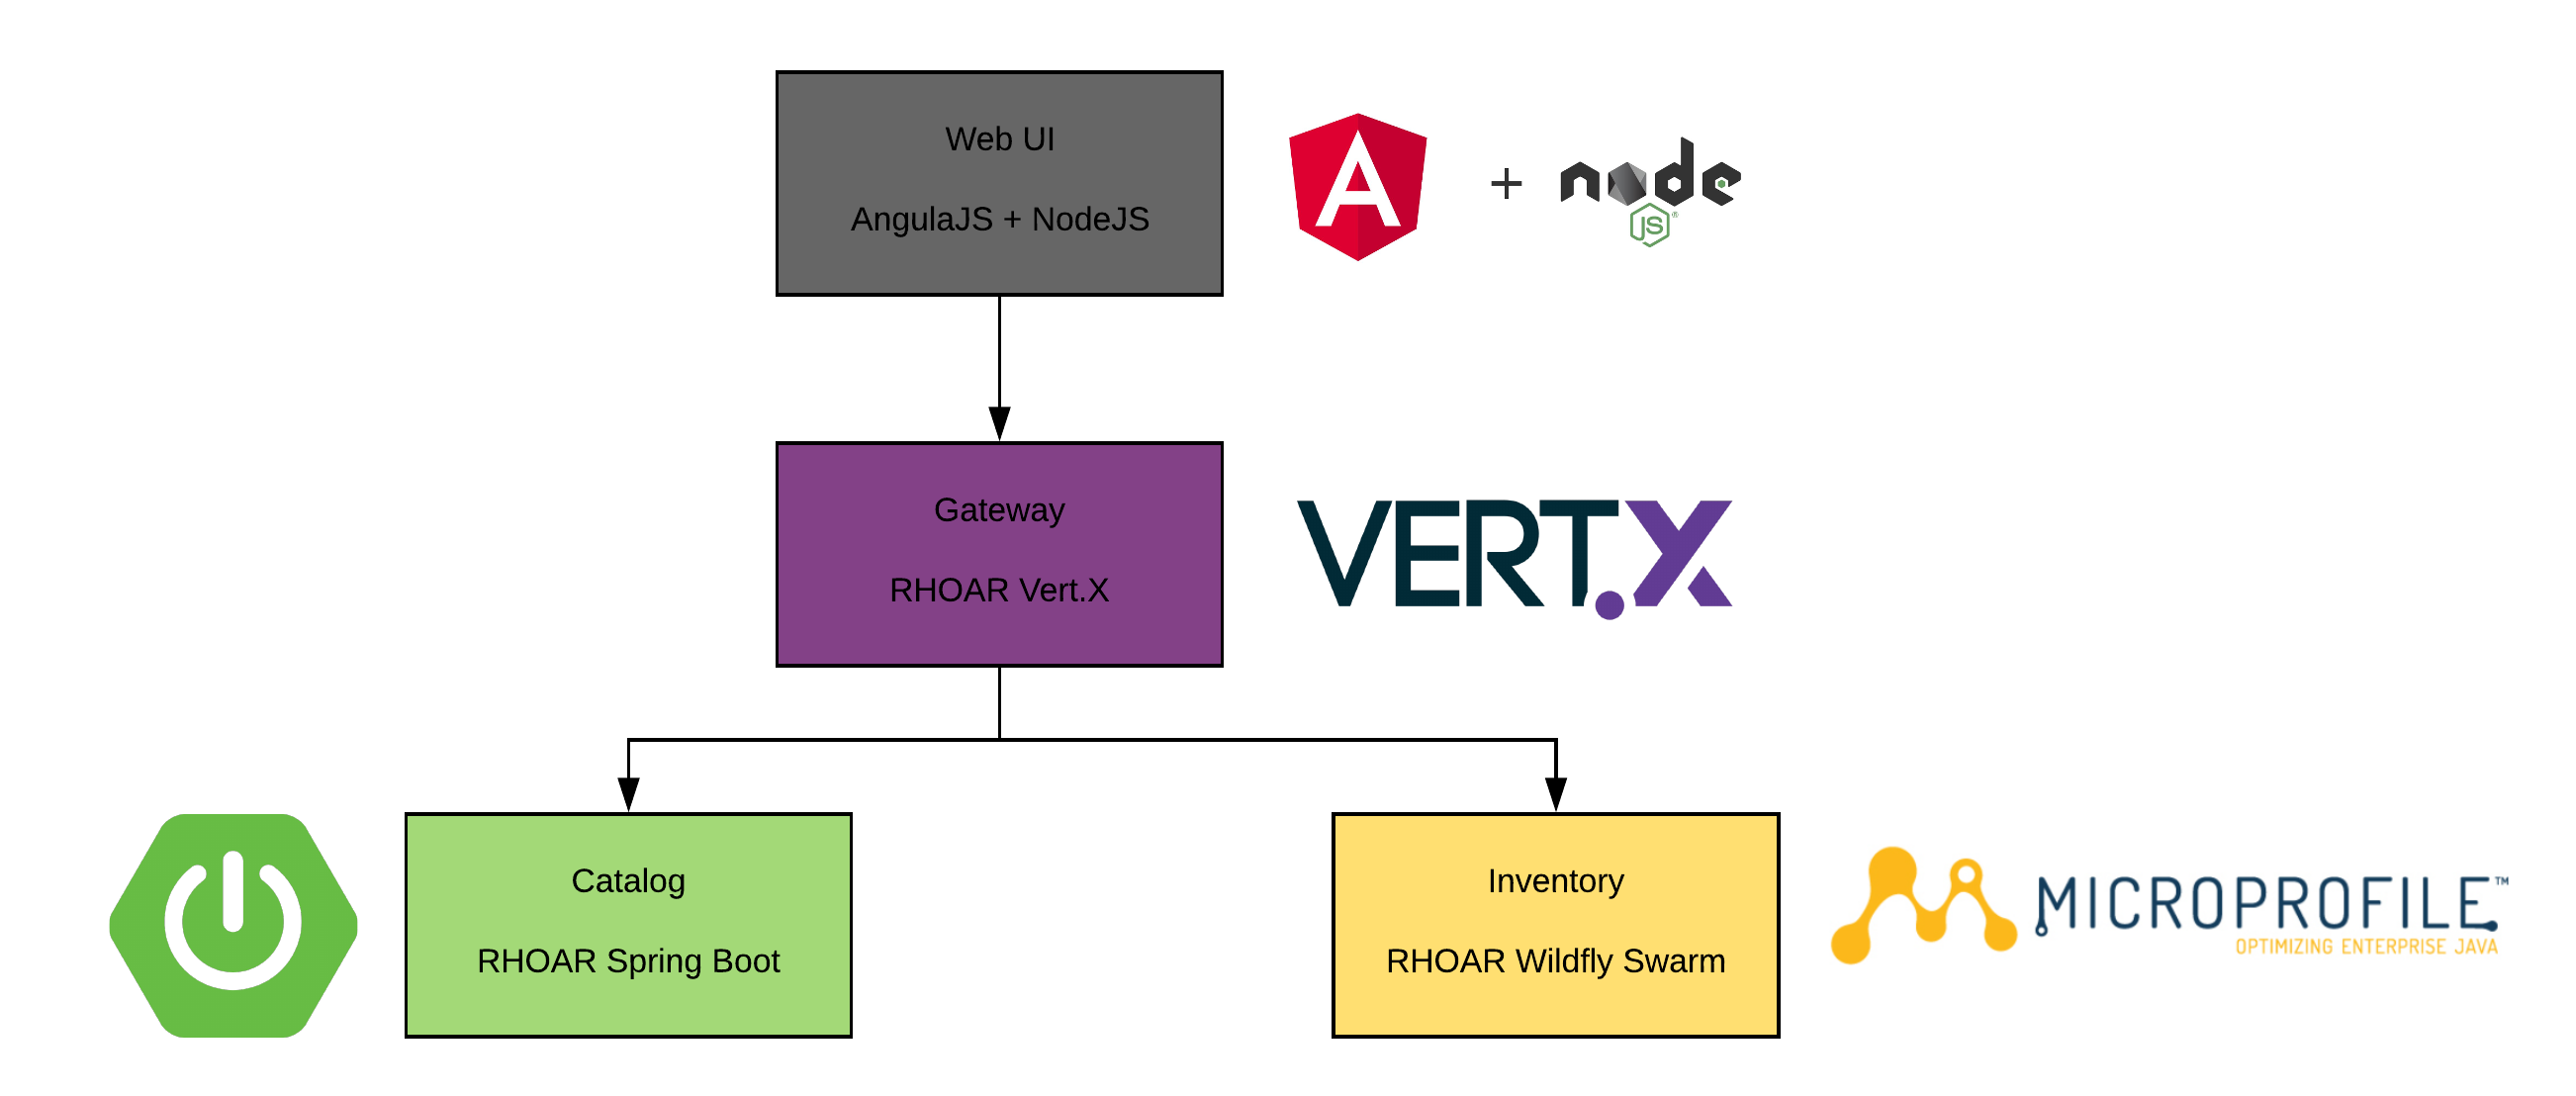 Web UI
AngulaJS + NodeJS
+
node
JS®
Gateway
RHOAR Vert.X
VERT.X
Catalog
RHOAR Spring Boot
Inventory
RHOAR Wildfly Swarm
MICROPROFILE™
OPTIMIZING ENTERPRISE JAVA